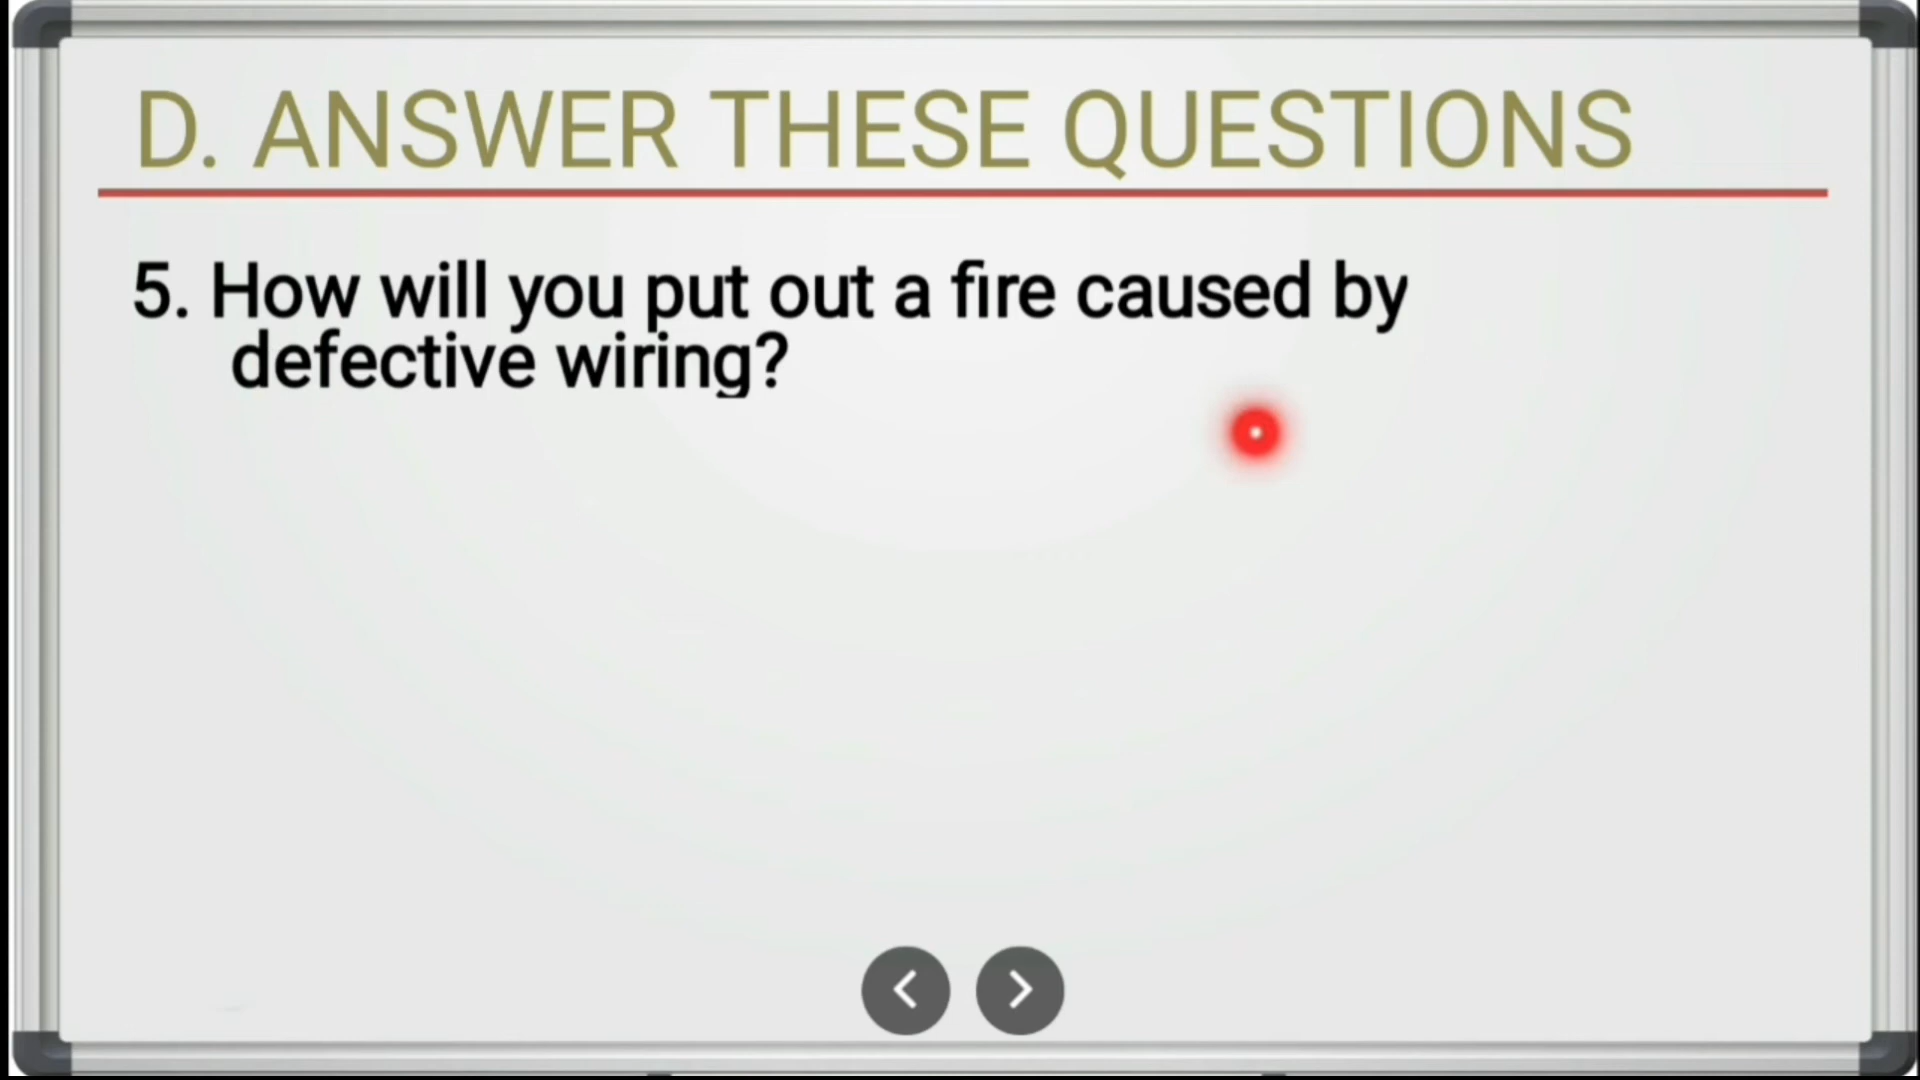 D. ANSWER THESE QUESTIONS
5. How will you put out a fire caused by
defective wiring?